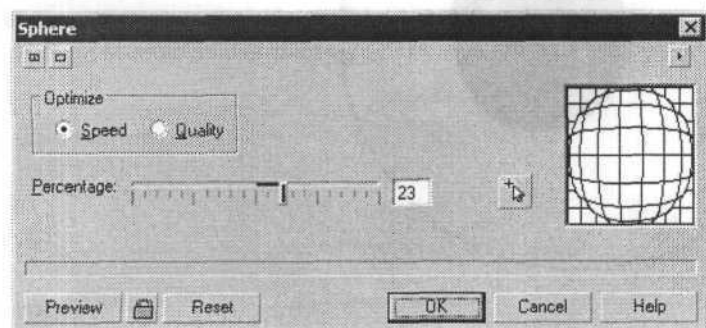 Sphere
Optimize
Speed Quality
Percentage: 23
Preview Reset OK Cancel Help